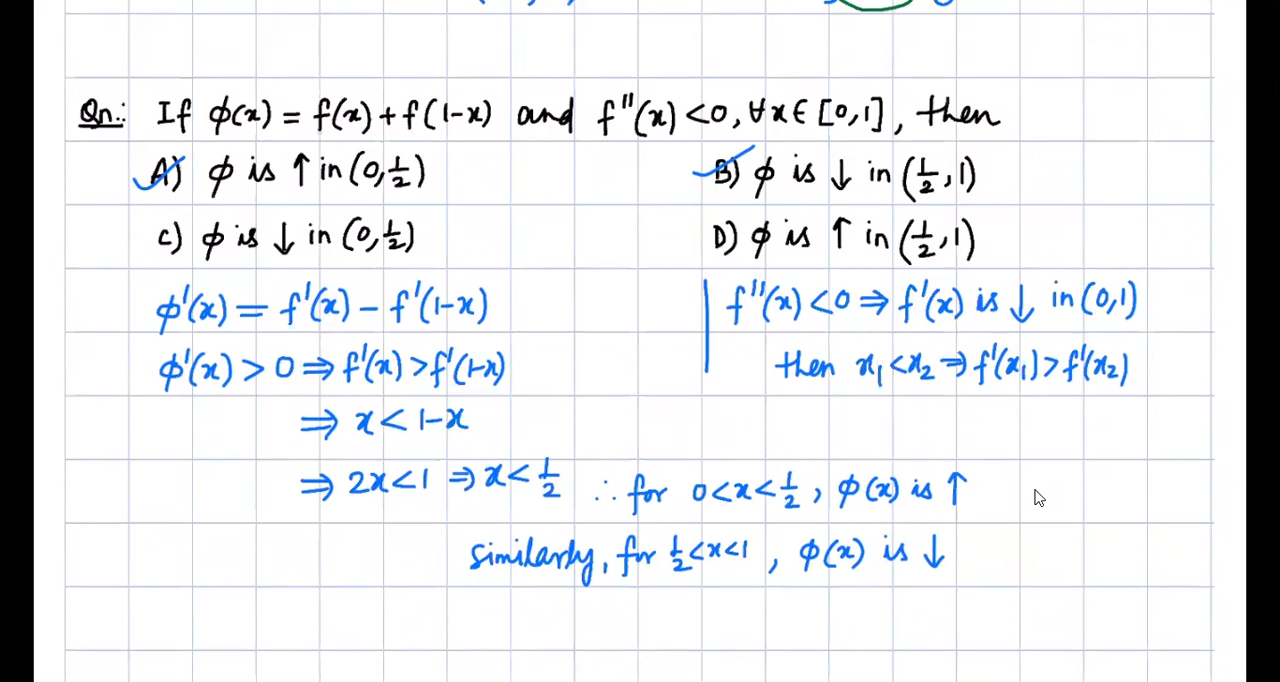 Qn.: If ϕ(x) = f(x) + f(1-x) and f''(x) < 0, ∀x ∈ [0,1], then
A) ϕ is ↑ in (0, 1/2) B) ϕ is ↓ in (1/2, 1)
C) ϕ is ↓ in (0, 1/2) D) ϕ is ↑ in (1/2, 1)
ϕ'(x) = f'(x) - f'(1-x) | f''(x) < 0 ⇒ f'(x) is ↓ in (0,1)
ϕ'(x) > 0 ⇒ f'(x) > f'(1-x) then x₁ < x₂ ⇒ f'(x₁) > f'(x₂)
⇒ x < 1-x
⇒ 2x < 1 ⇒ x < 1/2 ∴ for 0 < x < 1/2, ϕ(x) is ↑
Similarly, for 1/2 < x < 1, ϕ(x) is ↓